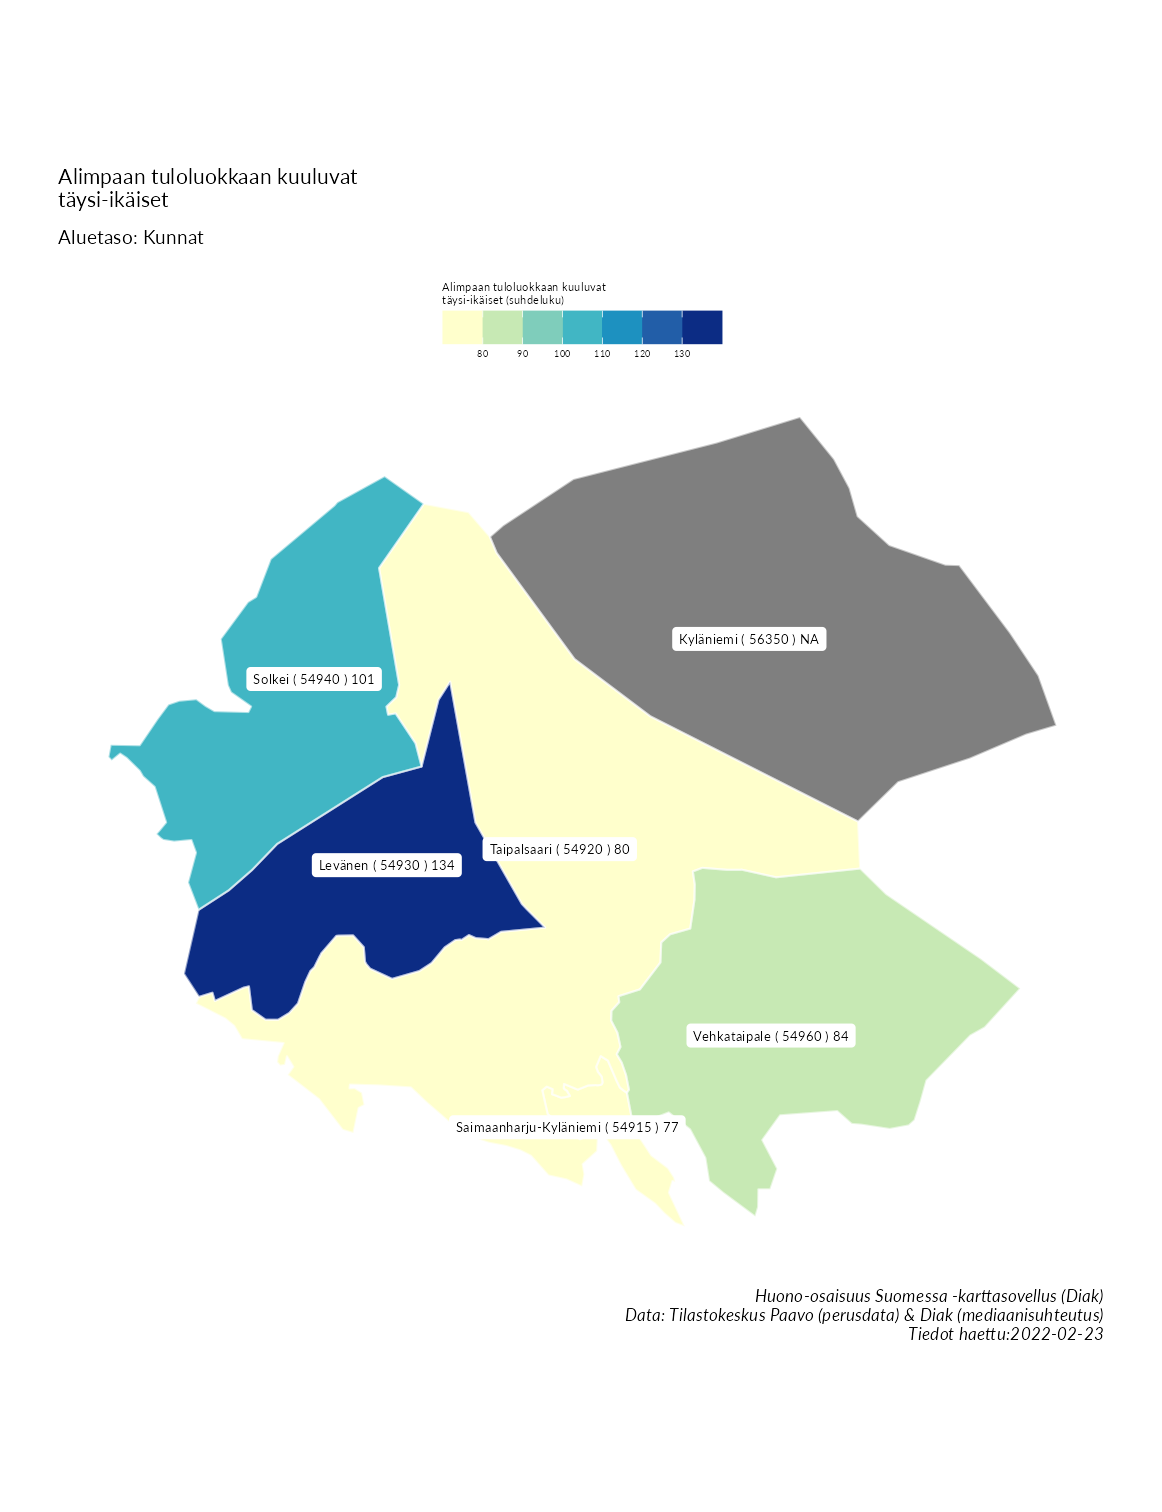 Alimpaan tuloluokkaan kuuluvat
täysi-ikäiset
Aluetaso: Kunnat
Alimpaan tuloluokkaan kuuluvat
täysi-ikäiset (suhdeluku)
80 90 100 110 120 130
Kyläniemi ( 56350 ) NA
Solkei ( 54940 ) 101
Taipalsaari ( 54920 ) 80
Levänen ( 54930 ) 134
Vehkataipale ( 54960 ) 84
Saimaanharju-Kyläniemi ( 54915 ) 77
Huono-osaisuus Suomessa -karttasovellus (Diak)
Data: Tilastokeskus Paavo (perusdata) & Diak (mediaanisuhteutus)
Tiedot haettu:2022-02-23